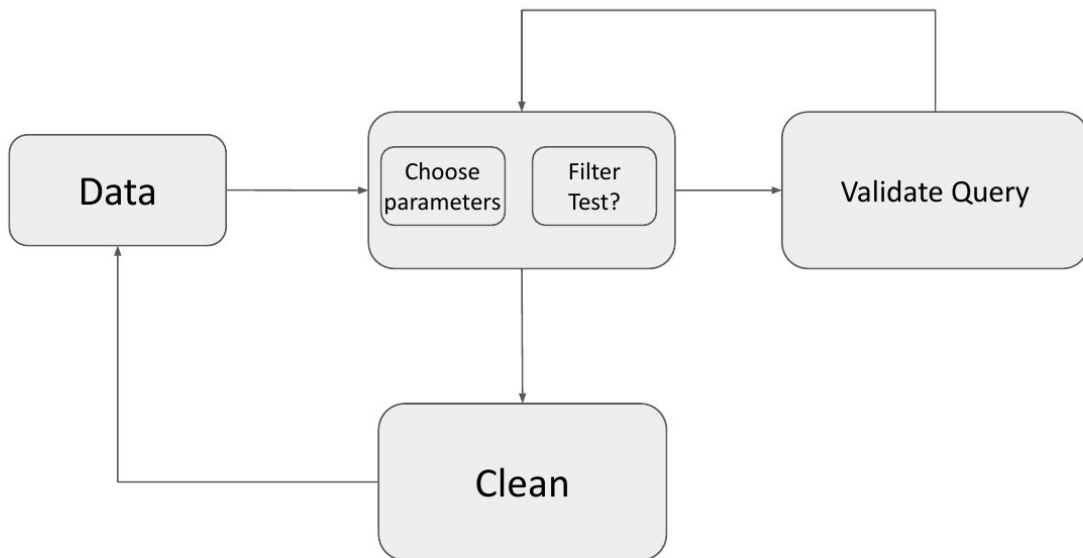 Data
Choose
parameters
Filter
Test?
Validate Query
Clean